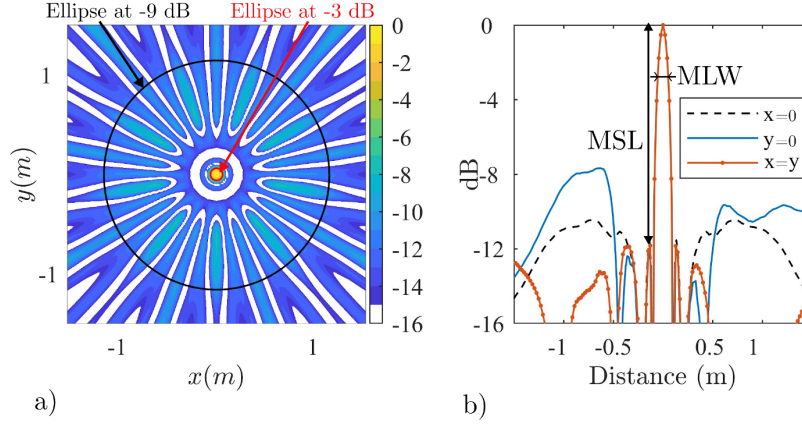 Ellipse at -9 dB
Ellipse at -3 dB
y(m)
1
-1
-1
1
x(m)
0
-2
-4
-6
-8
-10
-12
-14
-16
a)
dB
0
-4
-8
-12
-16
MSL
MLW
x=0
y=0
x=y
-1
-0.5
0.5
1
Distance (m)
b)